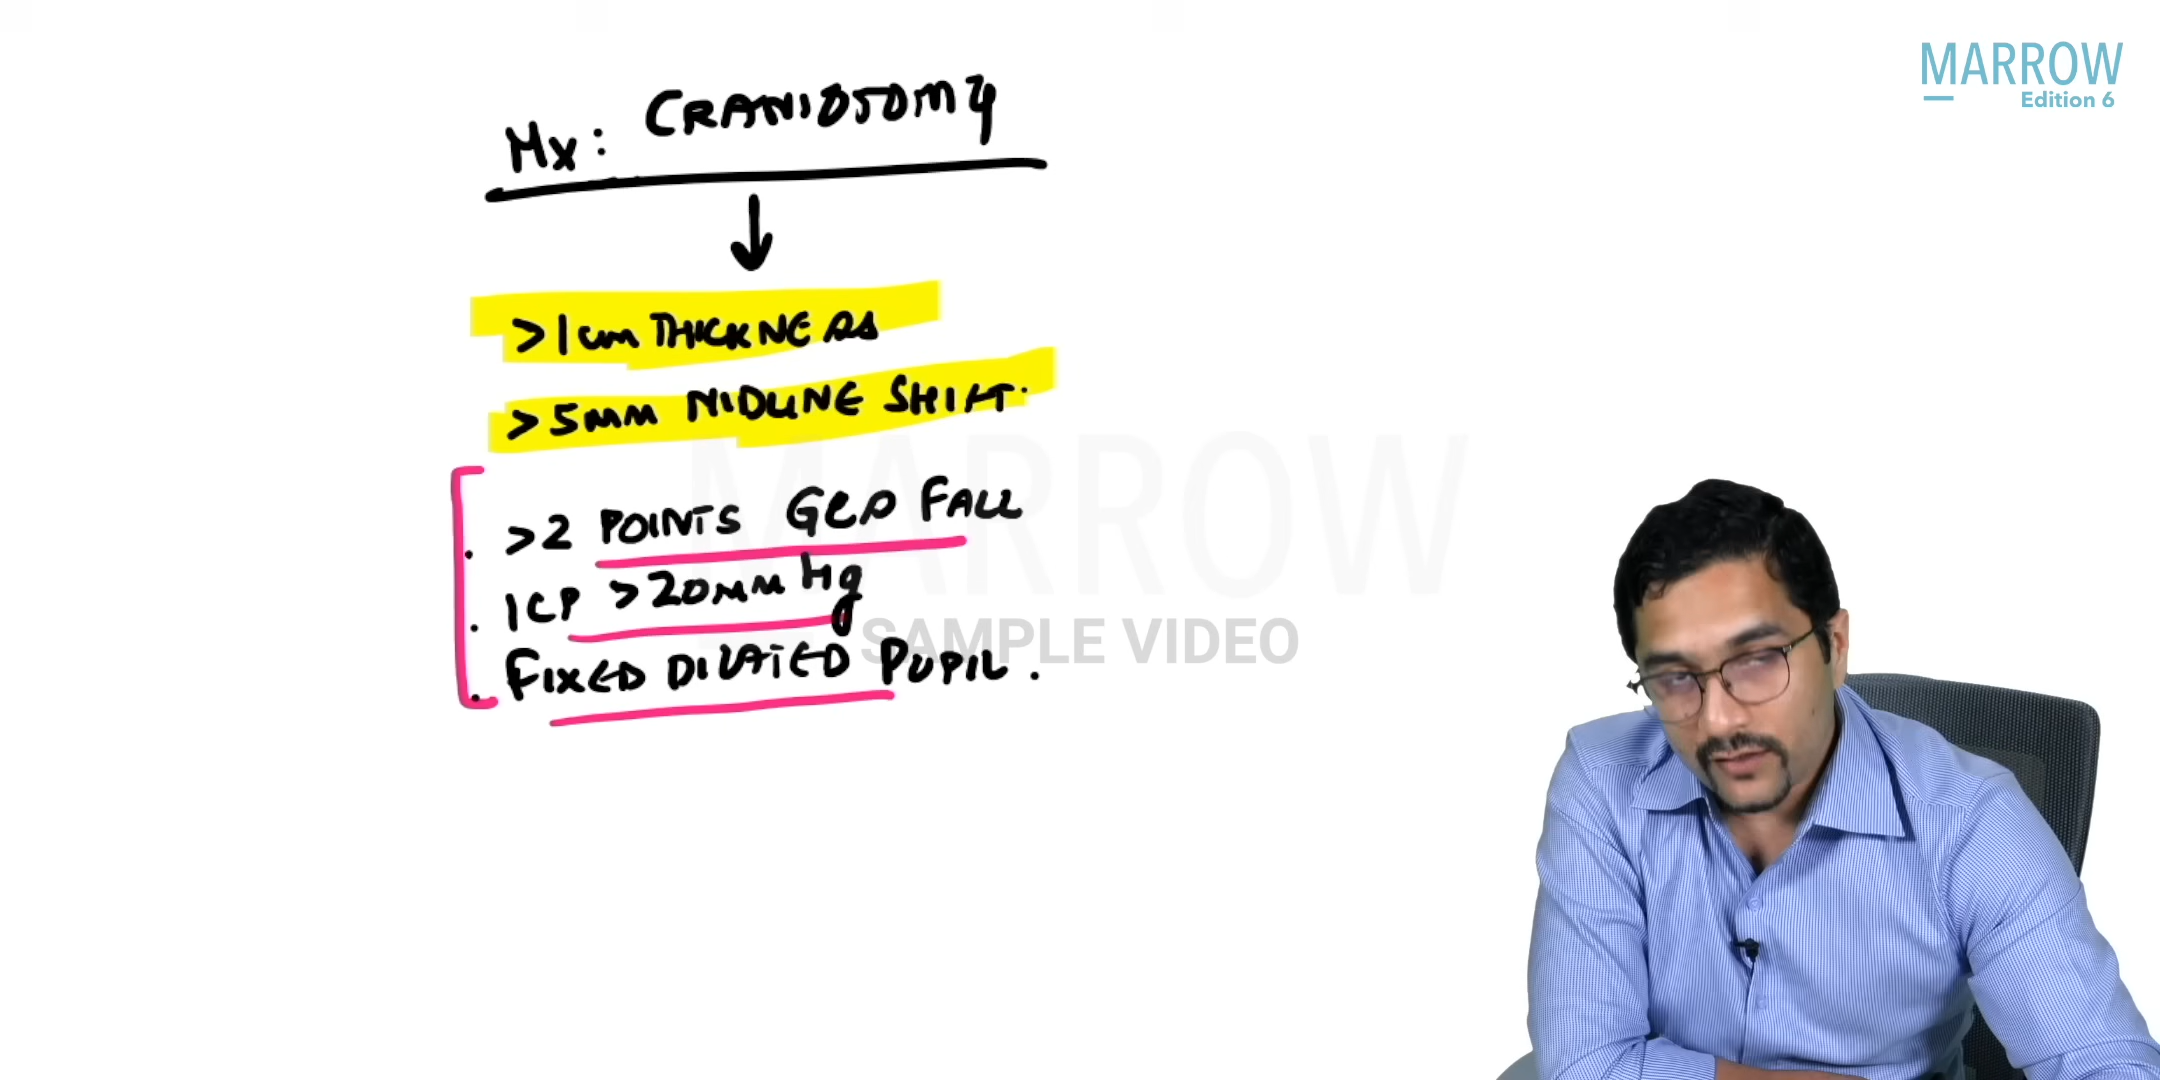 MARROW
Edition 6
Mx: CRANIOTOMY
>1cm THICKNESS
>5MM MIDLINE SHIFT.
. >2 POINTS GCS FALL
. ICP >20MM Hg
. FIXED DILATED PUPIL.
MARROW
SAMPLE VIDEO